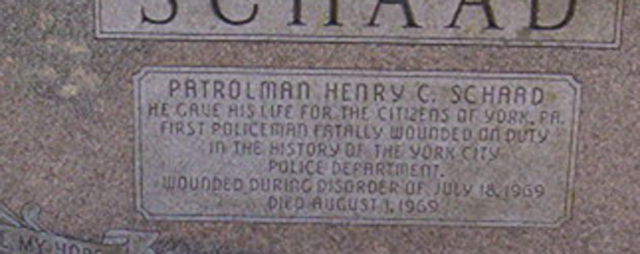 SCHAAD
PATROLMAN HENRY C. SCHAAD
HE GAVE HIS LIFE FOR THE CITIZENS OF YORK, PA.
FIRST POLICEMAN FATALLY WOUNDED ON DUTY
IN THE HISTORY OF THE YORK CITY
POLICE DEPARTMENT.
WOUNDED DURING DISORDER OF JULY 18, 1969
DIED AUGUST 1, 1969
MY